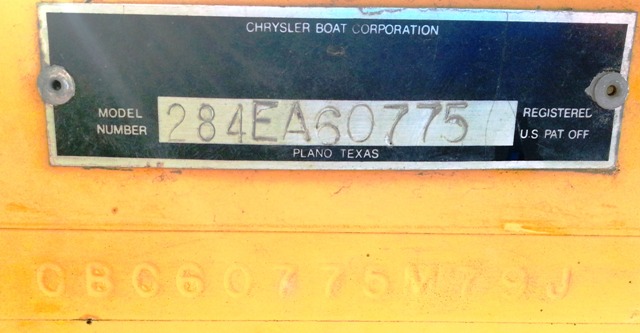 CHRYSLER BOAT CORPORATION
MODEL NUMBER
284EA60775
REGISTERED
U.S. PAT OFF
PLANO TEXAS
CBC60775M79J